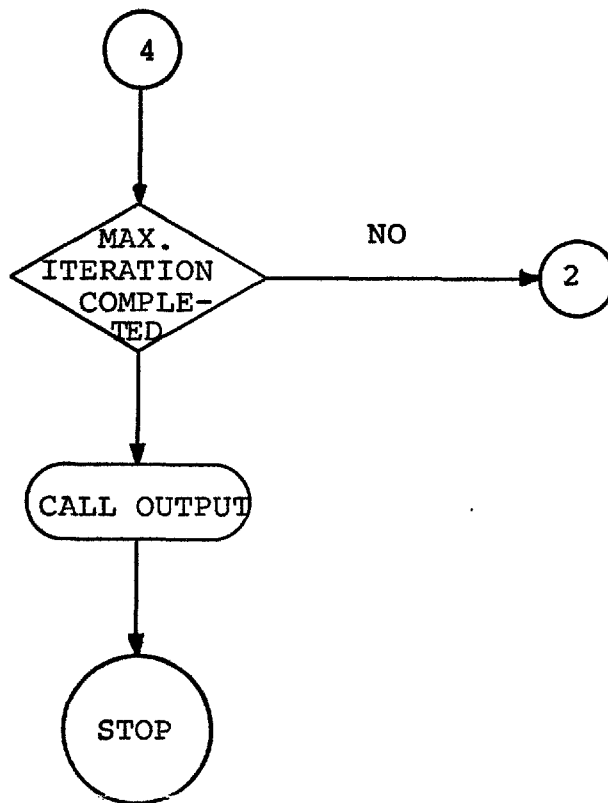 4
MAX.
ITERATION
COMPLE-
TED
NO
2
CALL OUTPUT
STOP